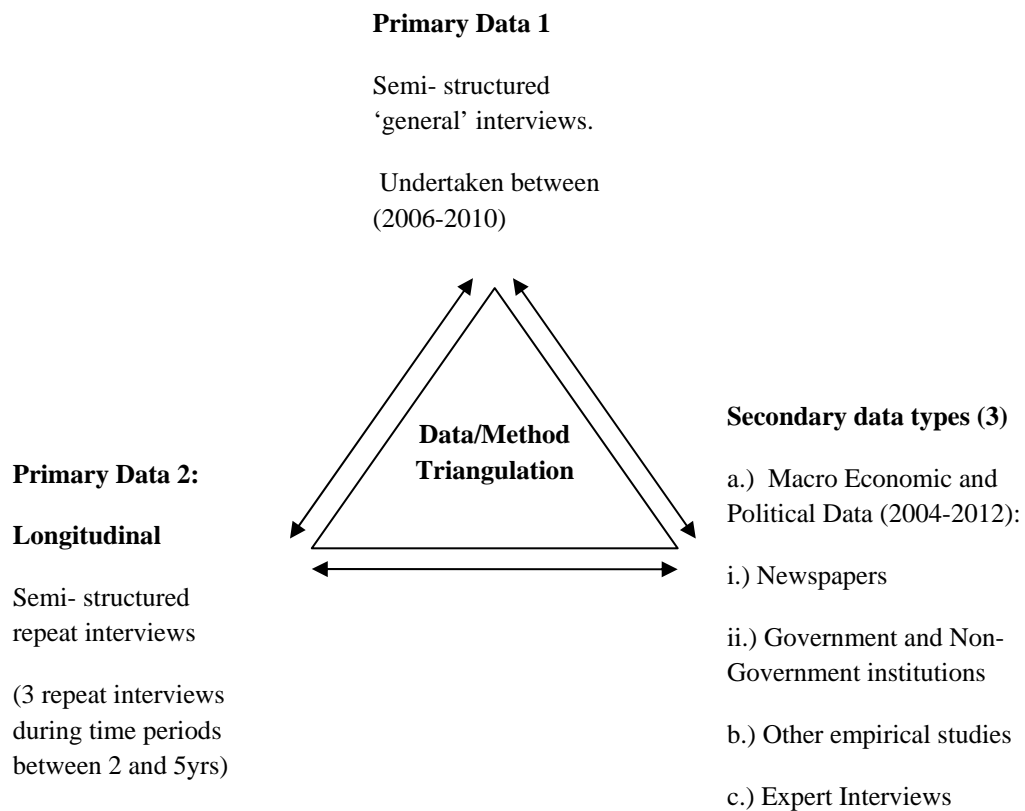 Primary Data 1
Semi- structured
‘general’ interviews.
Undertaken between
(2006-2010)
Data/Method
Triangulation
Primary Data 2:
Longitudinal
Semi- structured
repeat interviews
(3 repeat interviews
during time periods
between 2 and 5yrs)
Secondary data types (3)
a.) Macro Economic and
Political Data (2004-2012):
i.) Newspapers
ii.) Government and Non-
Government institutions
b.) Other empirical studies
c.) Expert Interviews